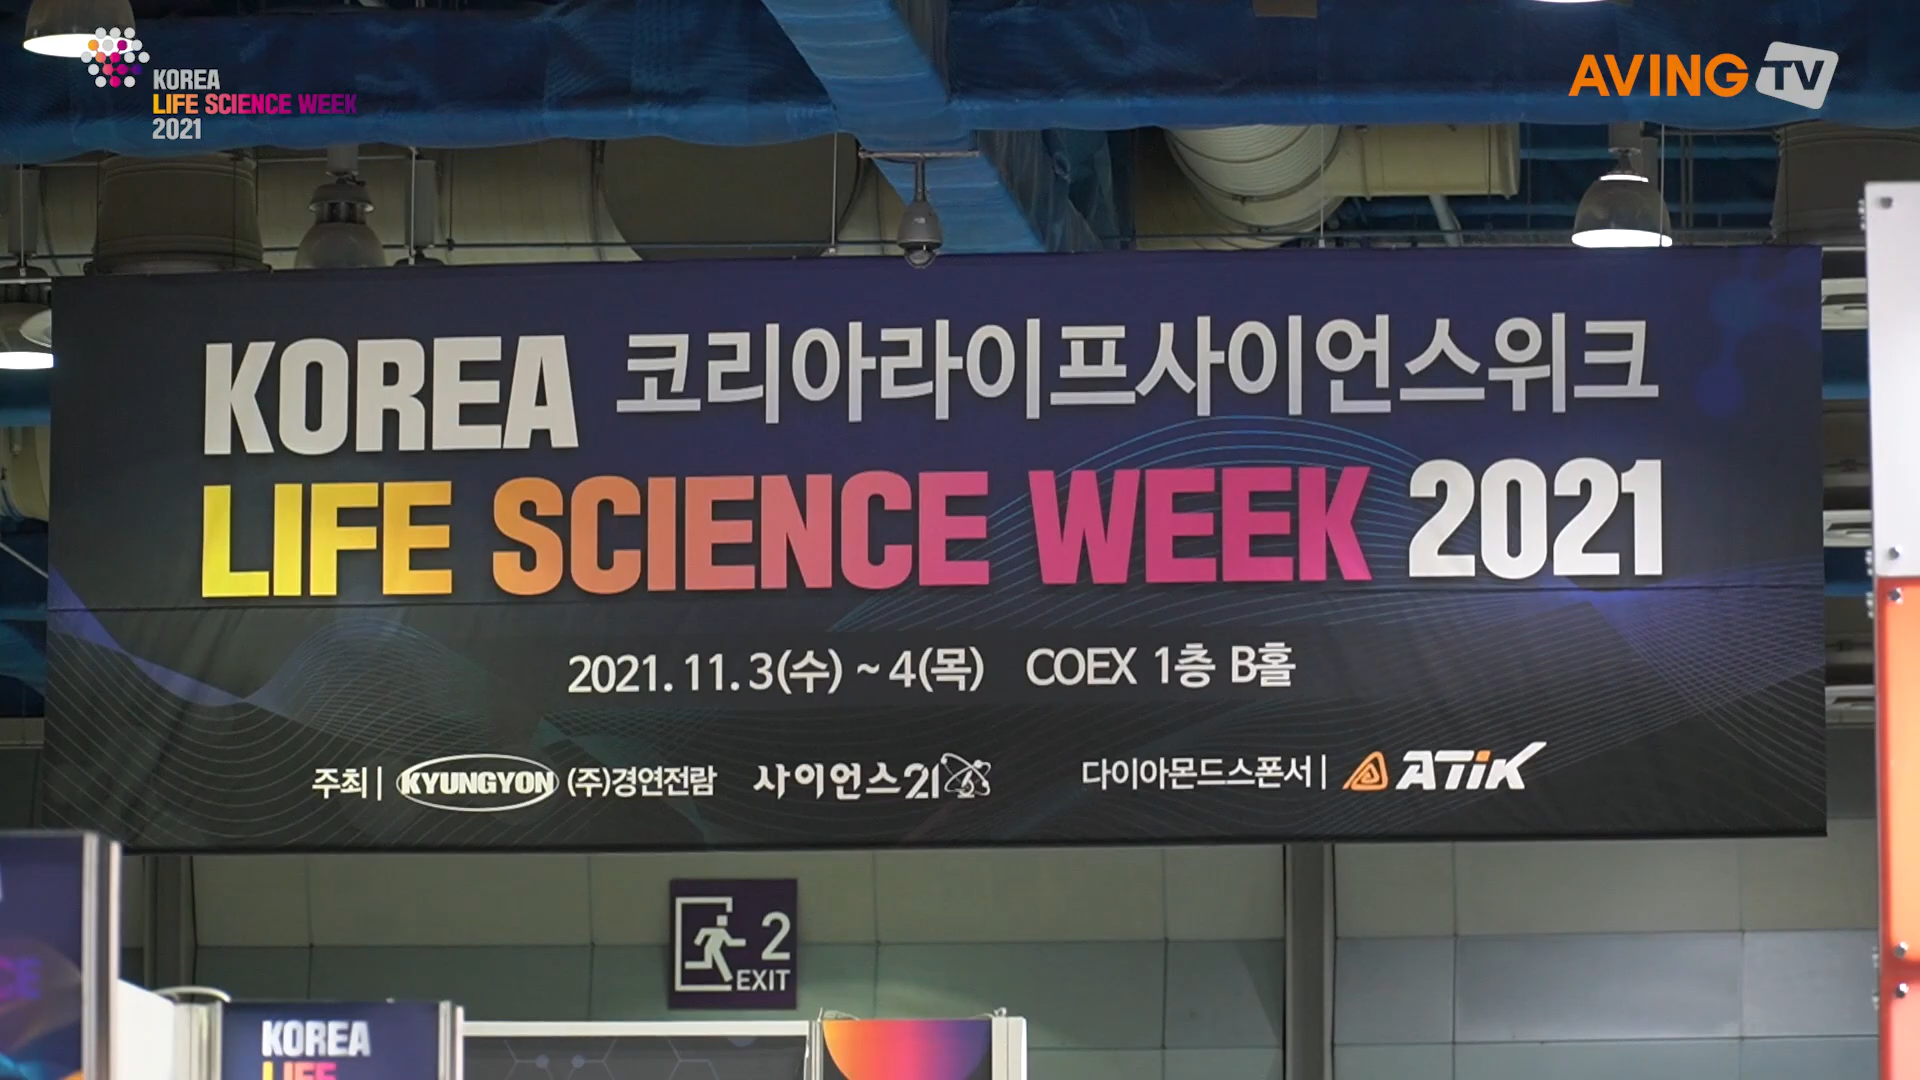 KOREA
LIFE SCIENCE WEEK
2021
AVING TV
KOREA 코리아라이프사이언스위크
LIFE SCIENCE WEEK 2021
2021. 11. 3(수) ~ 4(목) COEX 1층 B홀
주최 | KYUNGYON (주)경연전람 사이언스21 다이아몬드스폰서 | ATiK
2
EXIT
KOREA
LIFE